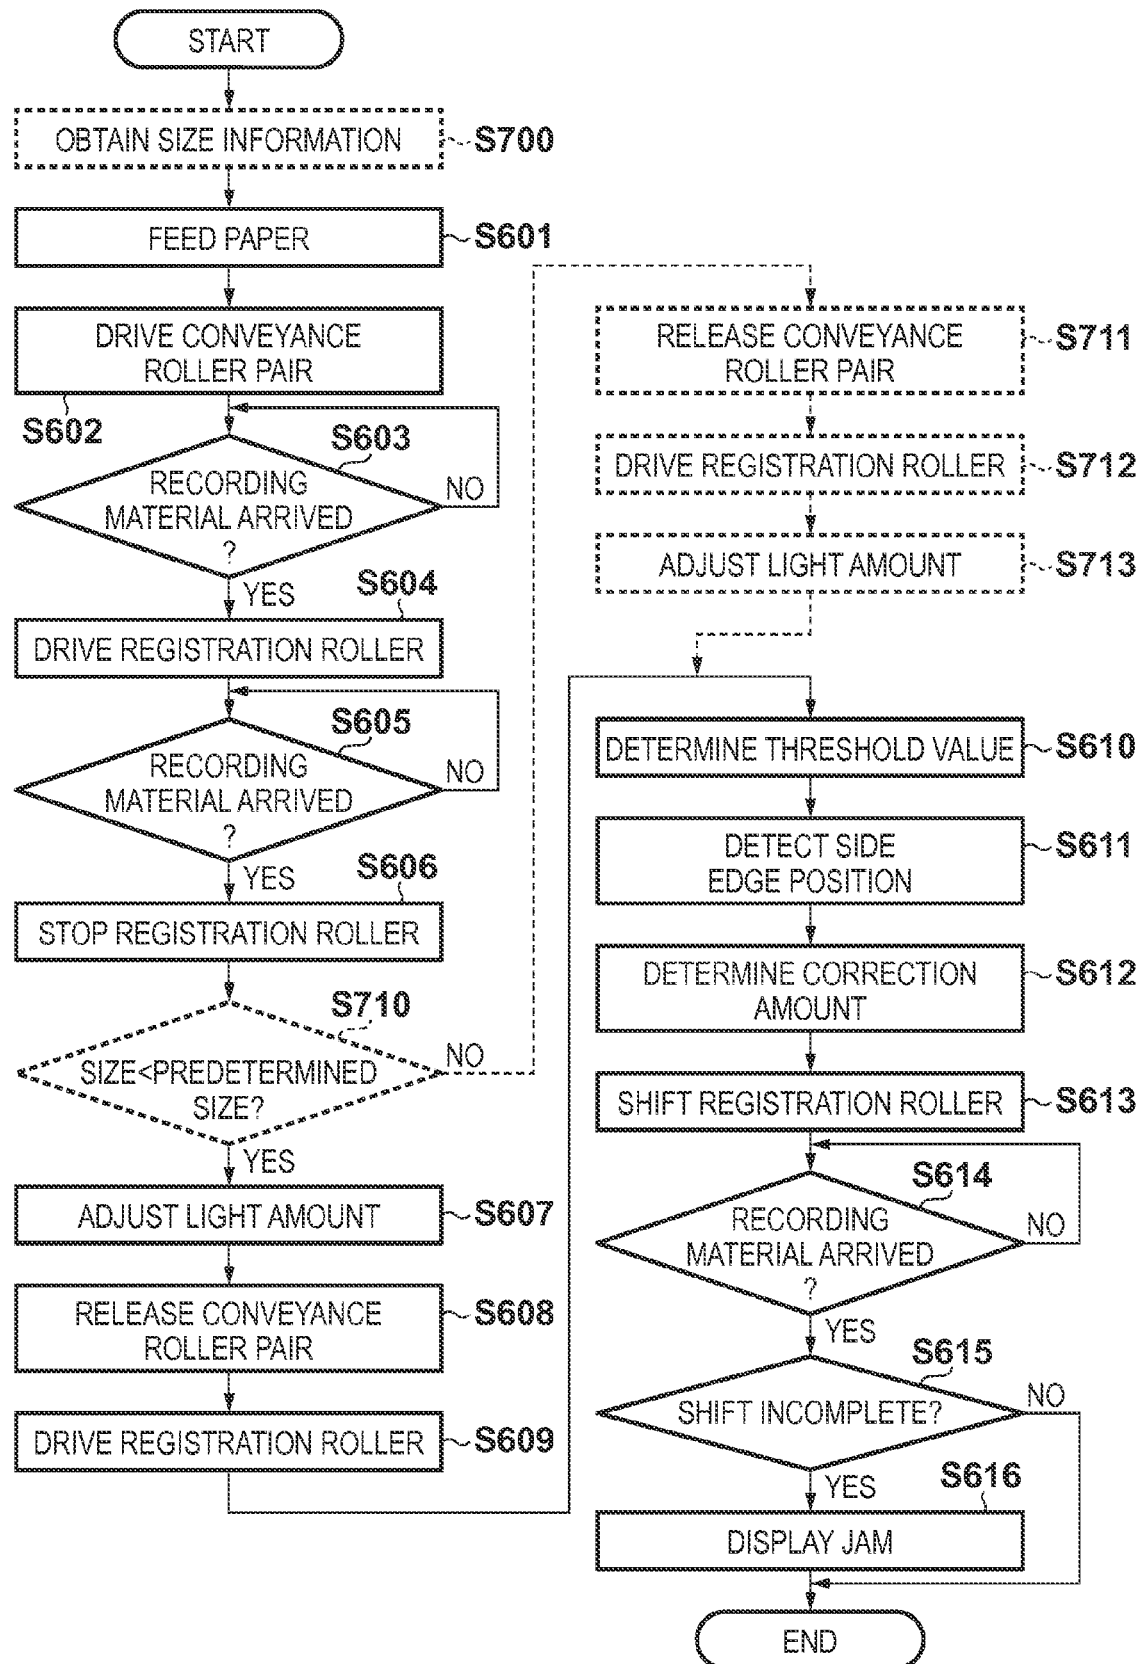 START
OBTAIN SIZE INFORMATION
S700
FEED PAPER
S601
DRIVE CONVEYANCE
ROLLER PAIR
S602
S603
RECORDING
MATERIAL ARRIVED
?
NO
YES
S604
DRIVE REGISTRATION ROLLER
S605
RECORDING
MATERIAL ARRIVED
?
NO
YES
S606
STOP REGISTRATION ROLLER
S710
SIZE<PREDETERMINED
SIZE?
NO
YES
ADJUST LIGHT AMOUNT
S607
RELEASE CONVEYANCE
ROLLER PAIR
S608
DRIVE REGISTRATION ROLLER
S609
RELEASE CONVEYANCE
ROLLER PAIR
S711
DRIVE REGISTRATION ROLLER
S712
ADJUST LIGHT AMOUNT
S713
DETERMINE THRESHOLD VALUE
S610
DETECT SIDE
EDGE POSITION
S611
DETERMINE CORRECTION
AMOUNT
S612
SHIFT REGISTRATION ROLLER
S613
S614
RECORDING
MATERIAL ARRIVED
?
NO
YES
S615
SHIFT INCOMPLETE?
NO
YES
S616
DISPLAY JAM
END